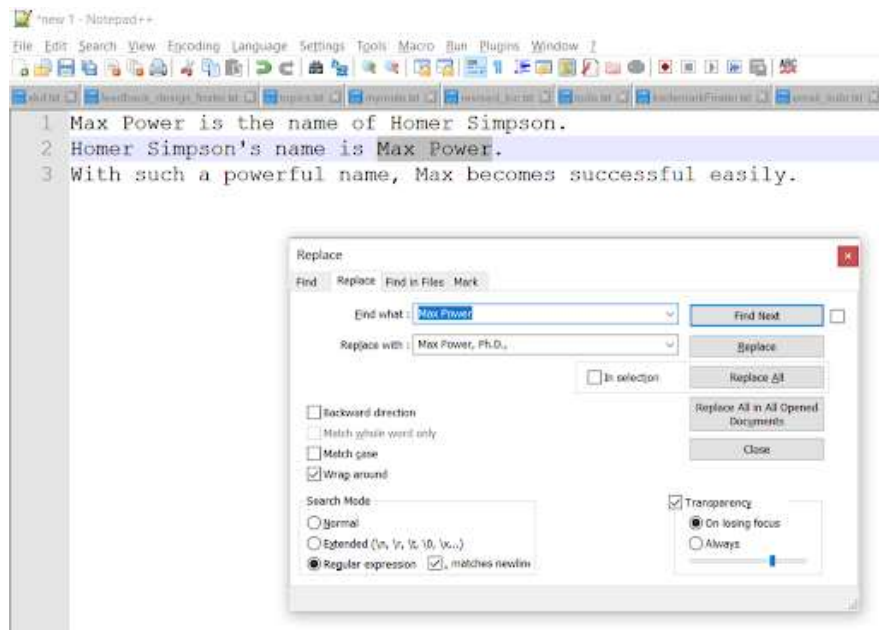 *new 1 - Notepad++
File Edit Search View Encoding Language Settings Tools Macro Run Plugins Window ?
1 Max Power is the name of Homer Simpson.
2 Homer Simpson's name is Max Power.
3 With such a powerful name, Max becomes successful easily.
Replace
Find Replace Find in Files Mark
Find what : Max Power
Find Next
Replace with : Max Power, Ph.D.,
Replace
In selection
Replace All
Replace All in All Opened Documents
Close
Backward direction
Match whole word only
Match case
Wrap around
Search Mode
Normal
Extended (\n, \r, \t, \0, \x...)
Regular expression
. matches newline
Transparency
On losing focus
Always